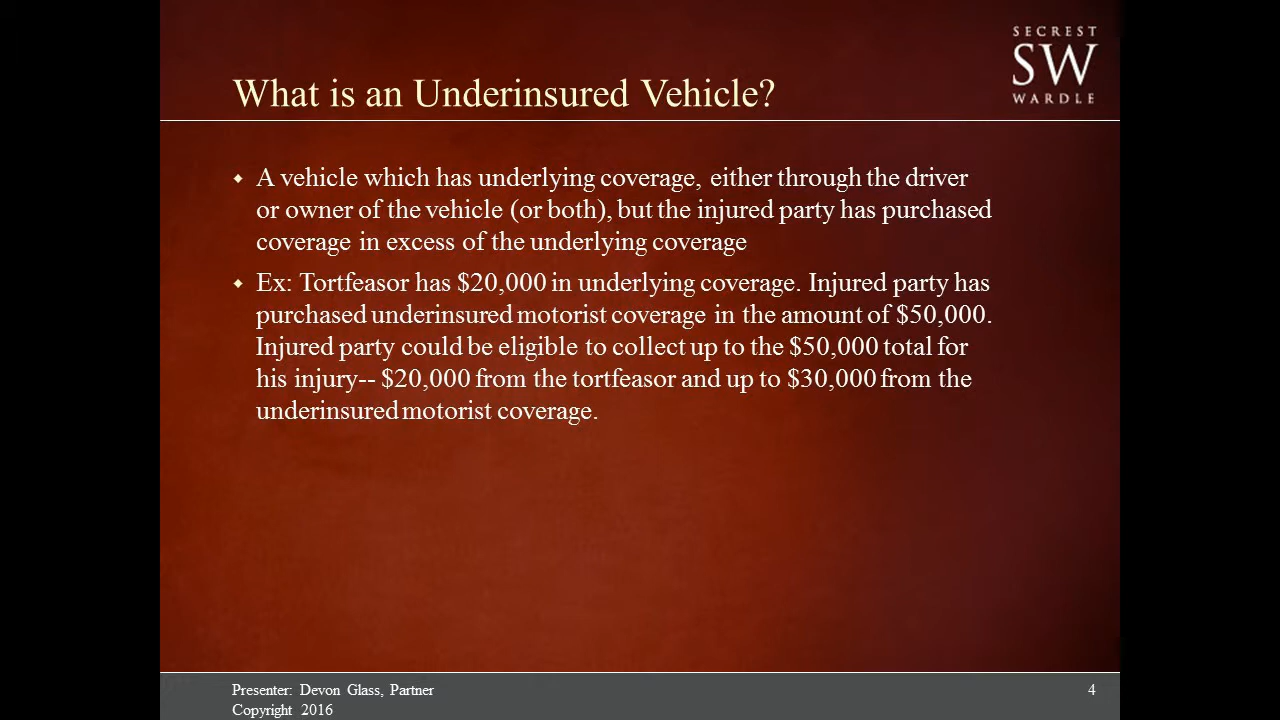 SECREST
SW
WARDLE
What is an Underinsured Vehicle?
A vehicle which has underlying coverage, either through the driver
or owner of the vehicle (or both), but the injured party has purchased
coverage in excess of the underlying coverage
Ex: Tortfeasor has $20,000 in underlying coverage. Injured party has
purchased underinsured motorist coverage in the amount of $50,000.
Injured party could be eligible to collect up to the $50,000 total for
his injury-- $20,000 from the tortfeasor and up to $30,000 from the
underinsured motorist coverage.
Presenter: Devon Glass, Partner
Copyright 2016
4